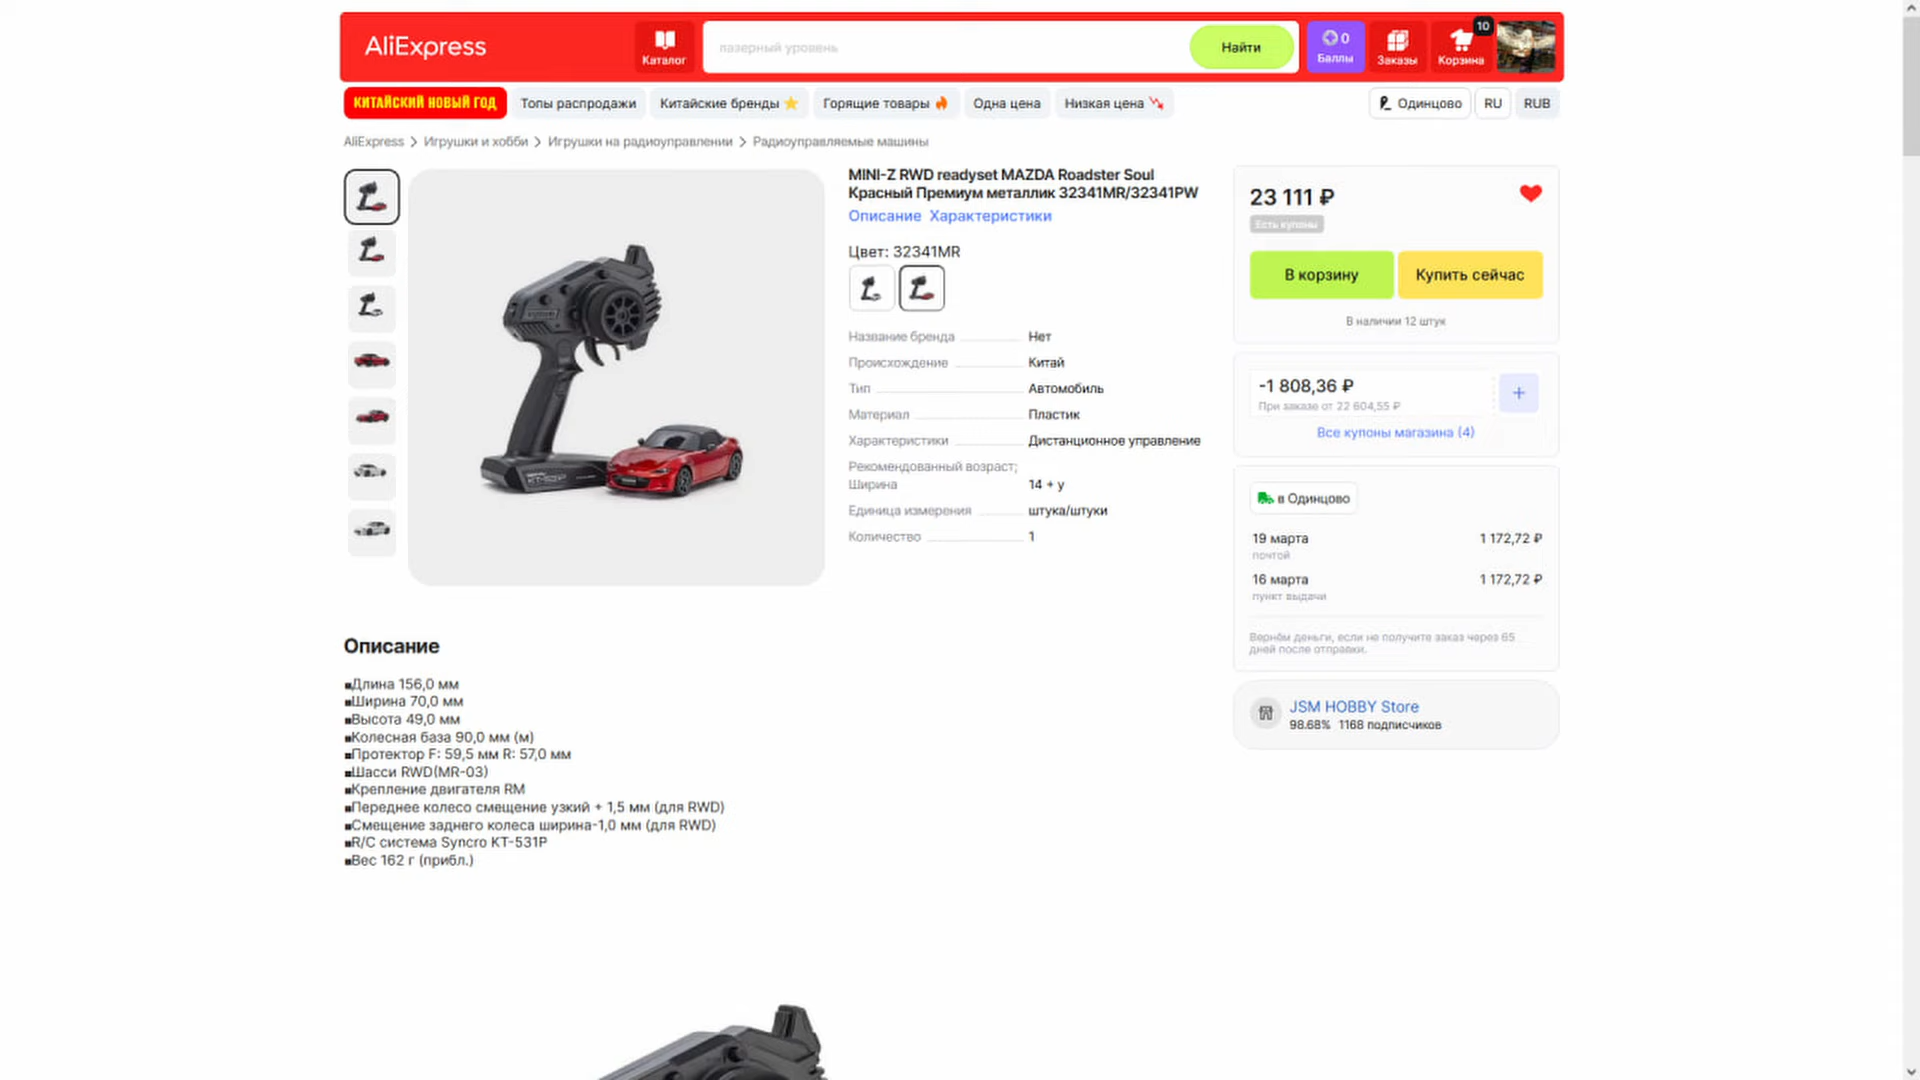 AliExpress
Каталог
лазерный уровень
Найти
0
Баллы
Заказы
10
Корзина
КИТАЙСКИЙ НОВЫЙ ГОД
Топы распродажи
Китайские бренды
Горящие товары
Одна цена
Низкая цена
Одинцово
RU
RUB
AliExpress > Игрушки и хобби > Игрушки на радиоуправлении > Радиоуправляемые машины
MINI-Z RWD readyset MAZDA Roadster Soul
Красный Премиум металлик 32341MR/32341PW
Описание Характеристики
Цвет: 32341MR
Название бренда Нет
Происхождение Китай
Тип Автомобиль
Материал Пластик
Характеристики Дистанционное управление
Рекомендованный возраст;
Ширина 14 + y
Единица измерения штука/штуки
Количество 1
23 111 ₽
Есть купоны
В корзину
Купить сейчас
В наличии 12 штук
-1 808,36 ₽
При заказе от 22 604,55 ₽
+
Все купоны магазина (4)
в Одинцово
19 марта 1 172,72 ₽
почтой
16 марта 1 172,72 ₽
пункт выдачи
Вернём деньги, если не получите заказ через 65
дней после отправки.
JSM HOBBY Store
98.68% 1168 подписчиков
KT-531P
Описание
■Длина 156,0 мм
■Ширина 70,0 мм
■Высота 49,0 мм
■Колесная база 90,0 мм (м)
■Протектор F: 59,5 мм R: 57,0 мм
■Шасси RWD(MR-03)
■Крепление двигателя RM
■Переднее колесо смещение узкий + 1,5 мм (для RWD)
■Смещение заднего колеса ширина-1,0 мм (для RWD)
■R/C система Syncro KT-531P
■Вес 162 г (прибл.)